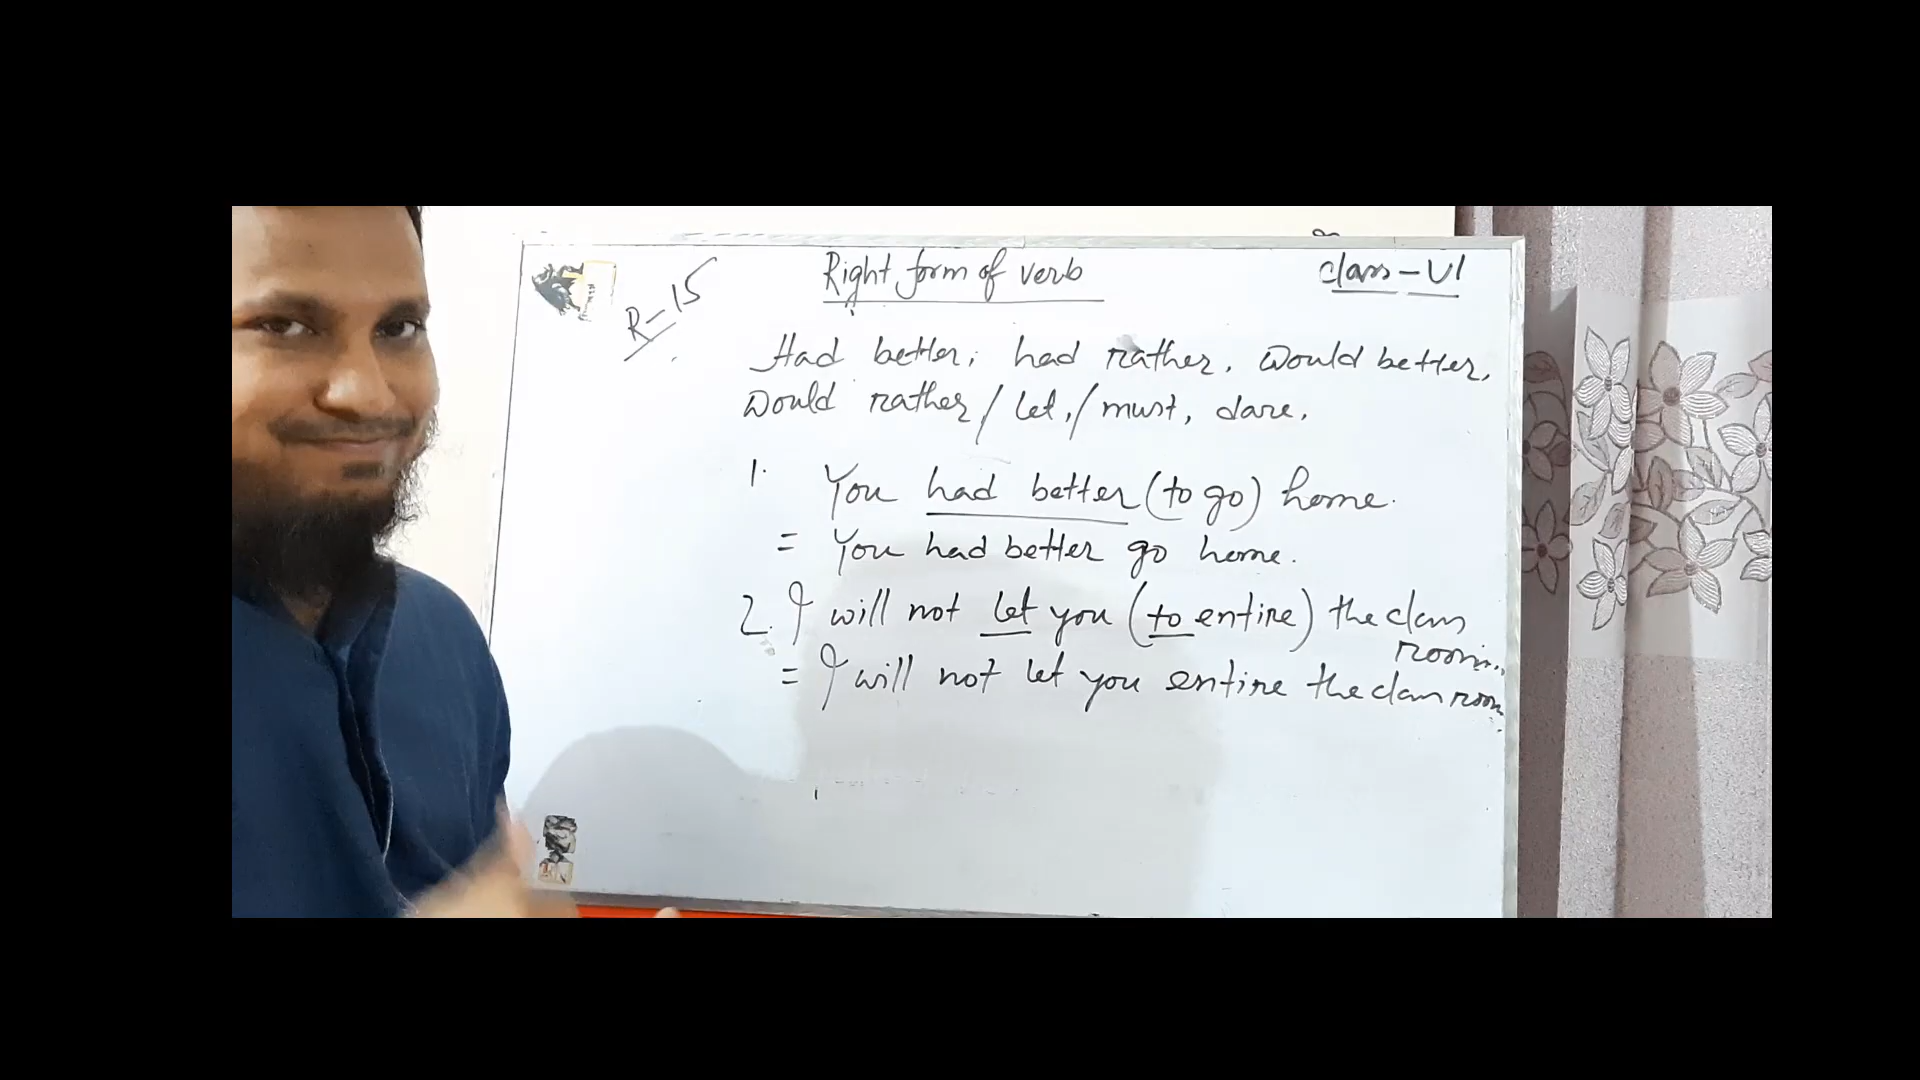 R-15
Right form of verb
class-VI
Had better, had rather, would better,
Would rather / let, / must, dare,
1. You had better (to go) home.
= You had better go home.
2. I will not let you (to entire) the class
room.
= I will not let you entire the class room.